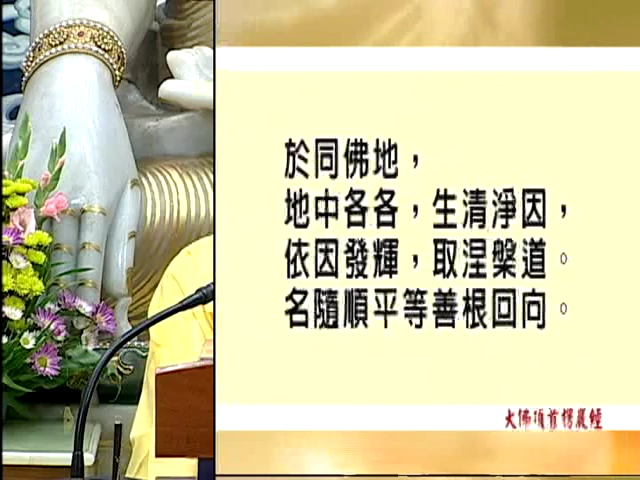 於同佛地，
地中各各，生清淨因，
依因發輝，取涅槃道。
名隨順平等善根回向。
大佛頂首楞嚴經